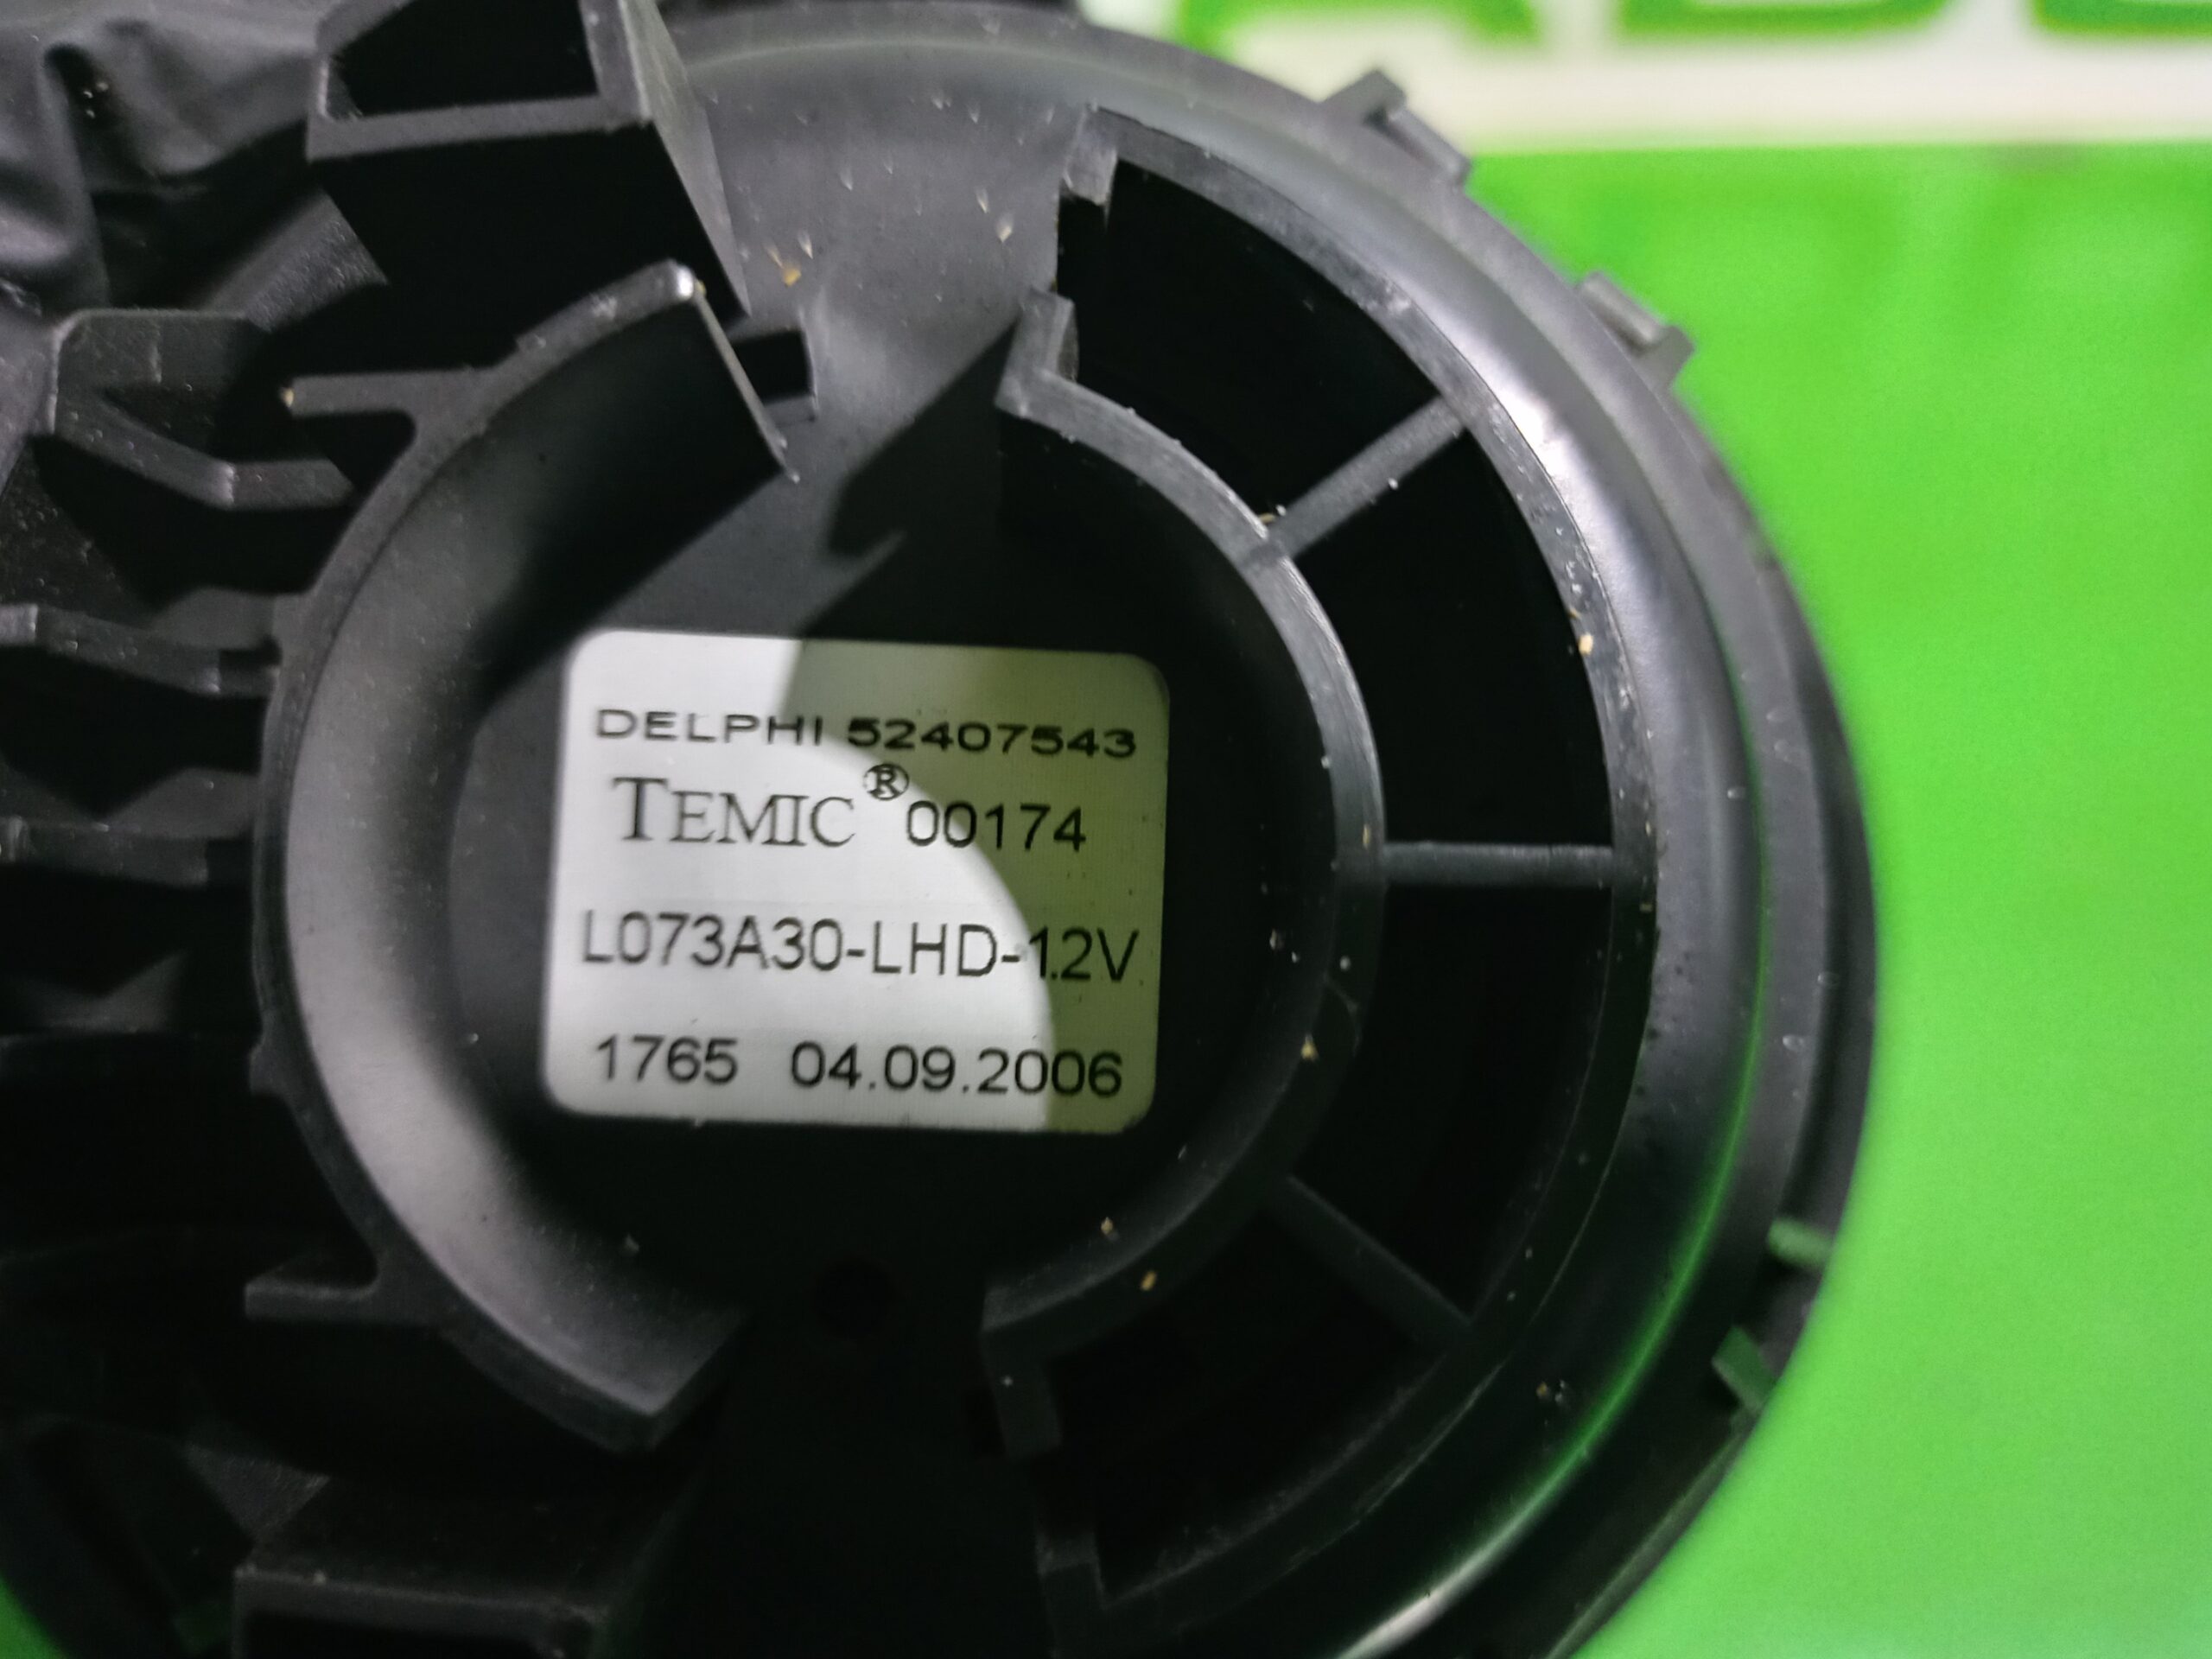 DELPHI 52407543
TEMIC® 00174
L073A30-LHD-12V
1765 04.09.2006